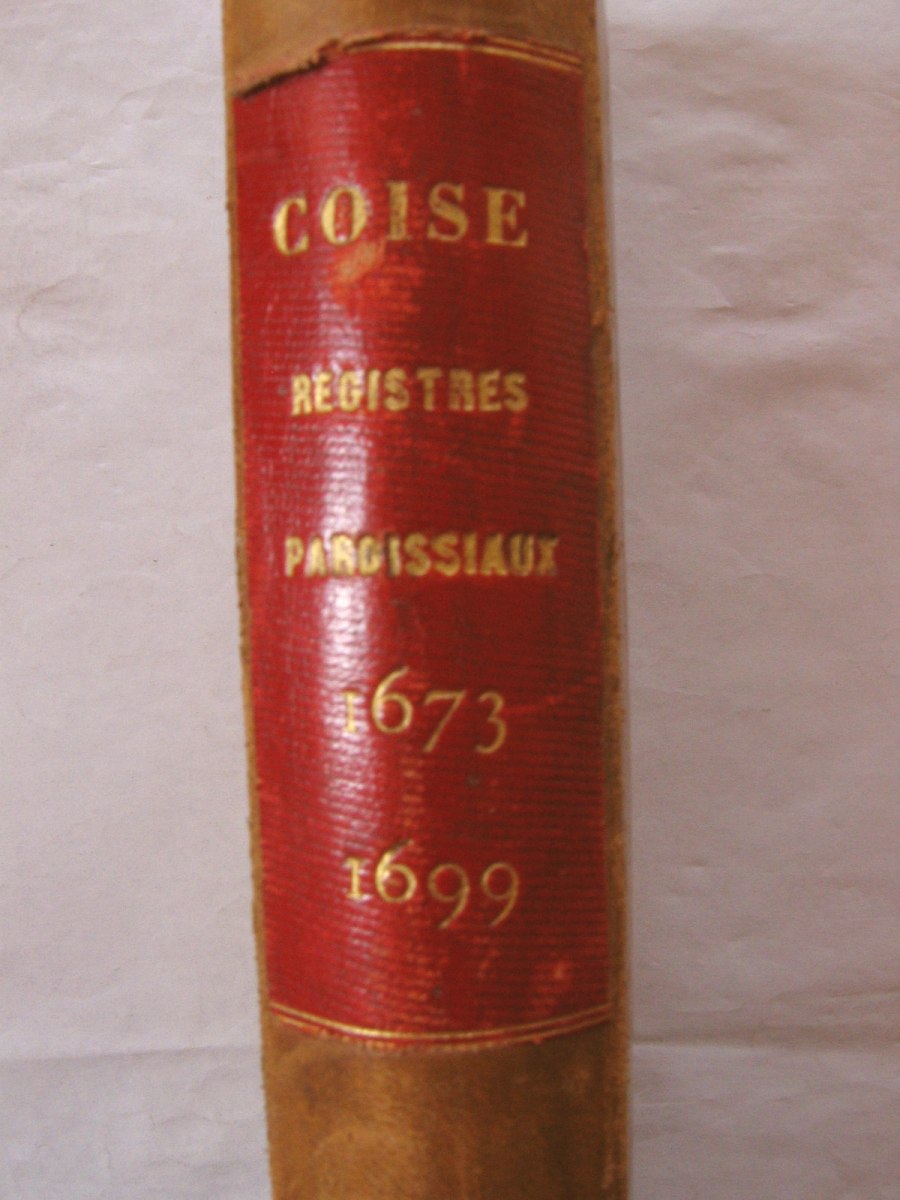 COISE
REGISTRES
PAROISSIAUX
1673
1699